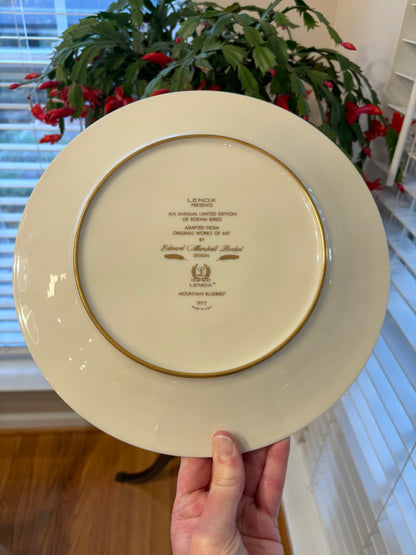 LENOX
PRESENTS
AN ANNUAL LIMITED EDITION
OF BOEHM BIRDS
ADAPTED FROM
ORIGINAL WORKS OF ART
BY
Edward Marshall Boehm®
DESIGN
L
LENOX®
MOUNTAIN BLUEBIRD©
1972
MADE IN U.S.A.